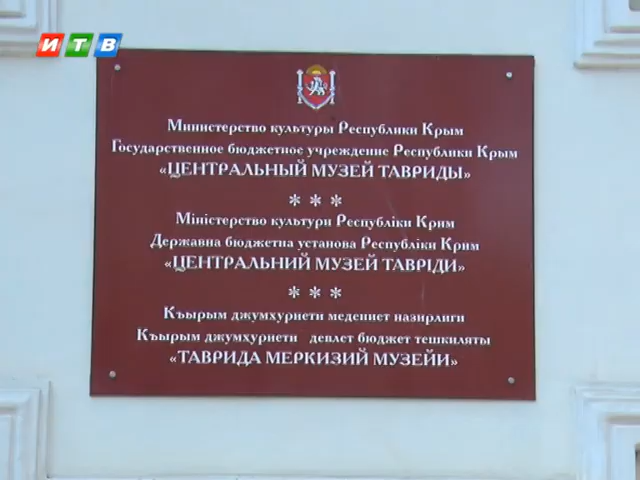 ИТВ
Министерство культуры Республики Крым
Государственное бюджетное учреждение Республики Крым
«ЦЕНТРАЛЬНЫЙ МУЗЕЙ ТАВРИДЫ»
* * *
Міністерство культури Республіки Крим
Державна бюджетна установа Республіки Крим
«ЦЕНТРАЛЬНИЙ МУЗЕЙ ТАВРІДИ»
* * *
Къырым джумхуриети медениет назирлиги
Къырым джумхуриети девлет бюджет тешкиляты
«ТАВРИДА МЕРКИЗИЙ МУЗЕЙИ»